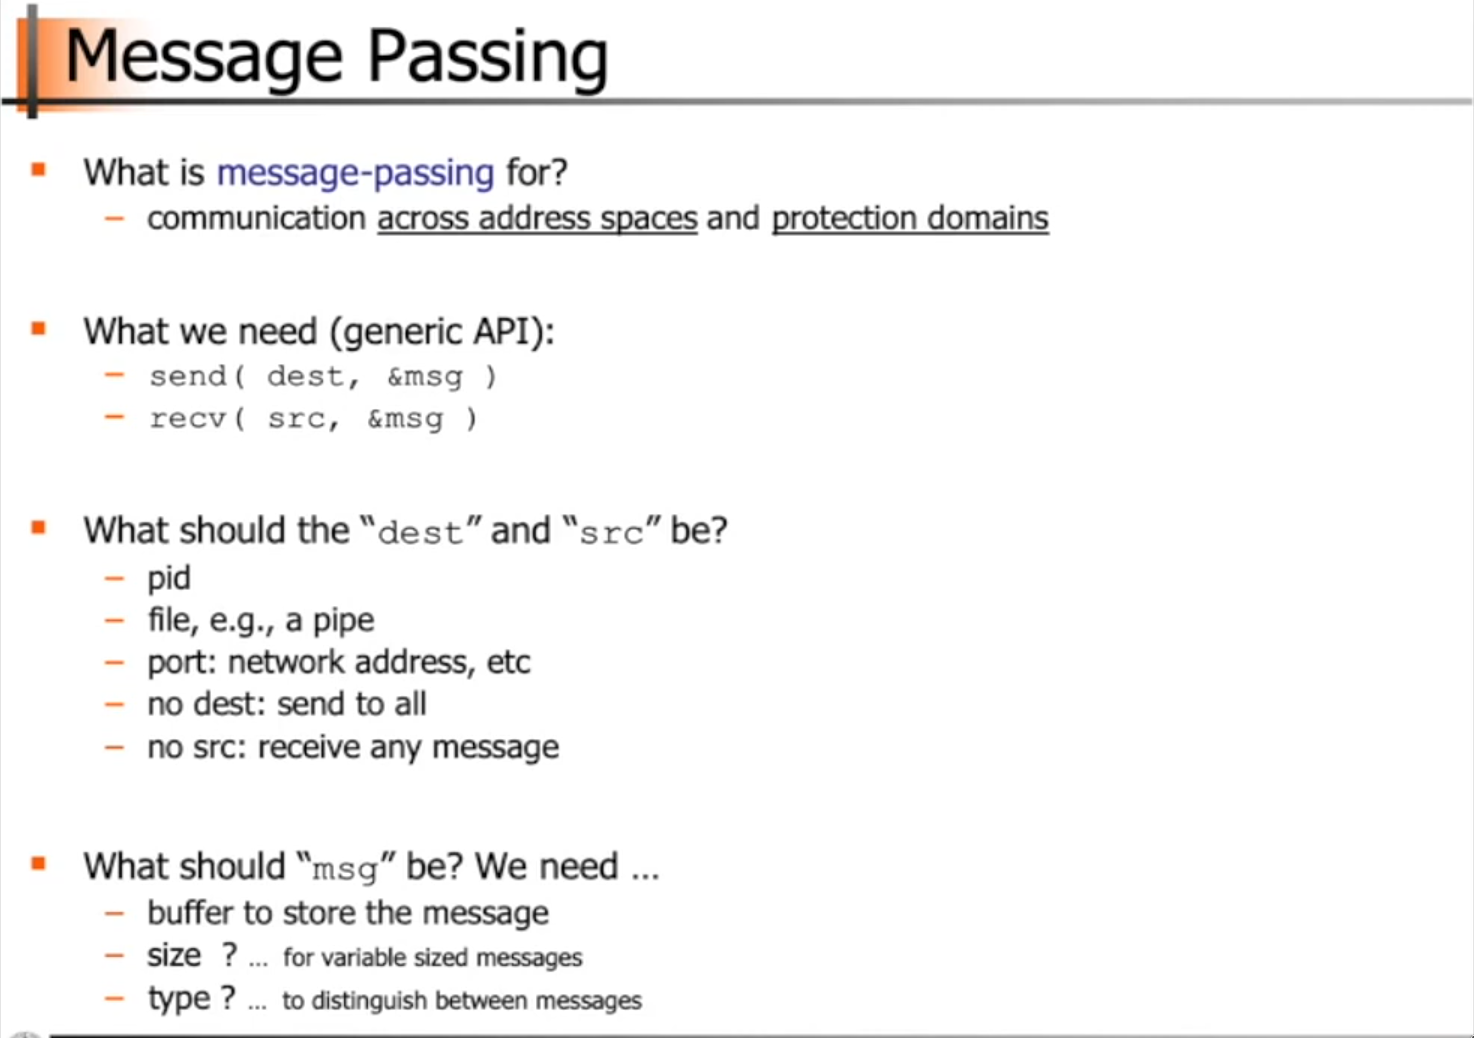 Message Passing
What is message-passing for?
– communication across address spaces and protection domains
What we need (generic API):
– send( dest, &msg )
– recv( src, &msg )
What should the “dest” and “src” be?
– pid
– file, e.g., a pipe
– port: network address, etc
– no dest: send to all
– no src: receive any message
What should “msg” be? We need ...
– buffer to store the message
– size ? ... for variable sized messages
– type ? ... to distinguish between messages